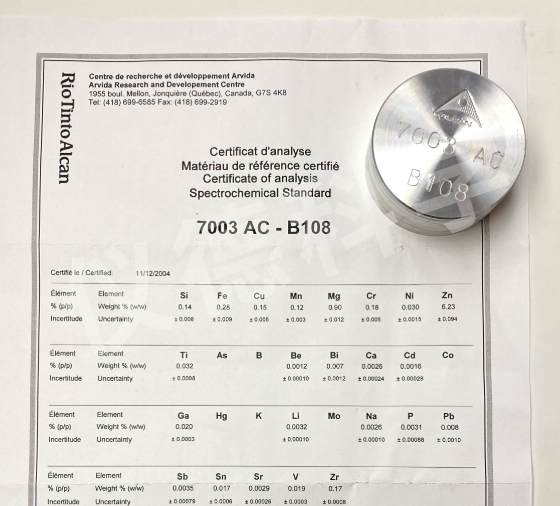 RioTintoAlcan
Centre de recherche et développement Arvida
Arvida Research and Developement Centre
1955 boul. Mellon, Jonquière (Québec), Canada, G7S 4K8
Tel: (418) 699-6585 Fax: (418) 699-2919
ALCAN
7003 AC
B108
Certificat d'analyse
Matériau de référence certifié
Certificate of analysis
Spectrochemical Standard
7003 AC - B108
Certifié le / Certified: 11/12/2004
Élément Element Si Fe Cu Mn Mg Cr Ni Zn
% (p/p) Weight % (w/w) 0.14 0.28 0.15 0.12 0.90 0.18 0.030 6.23
Incertitude Uncertainty ± 0.008 ± 0.009 ± 0.005 ± 0.003 ± 0.012 ± 0.005 ± 0.0015 ± 0.094
Élément Element Ti As B Be Bi Ca Cd Co
% (p/p) Weight % (w/w) 0.032 0.0012 0.007 0.0026 0.0016
Incertitude Uncertainty ± 0.0008 ± 0.00010 ± 0.0012 ± 0.00024 ± 0.00028
Élément Element Ga Hg K Li Mo Na P Pb
% (p/p) Weight % (w/w) 0.020 0.0032 0.0026 0.0031 0.008
Incertitude Uncertainty ± 0.0003 ± 0.00010 ± 0.00010 ± 0.00088 ± 0.0010
Élément Element Sb Sn Sr V Zr
% (p/p) Weight % (w/w) 0.0035 0.017 0.0029 0.019 0.17
Incertitude Uncertainty ± 0.00079 ± 0.0006 ± 0.00026 ± 0.0003 ± 0.0008